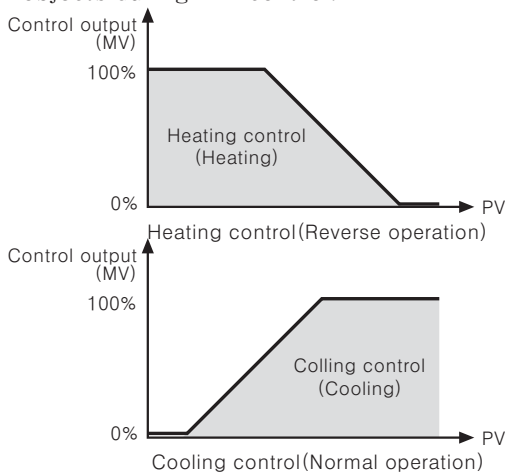 Control output
(MV)
100%
Heating control
(Heating)
0%
PV
Heating control(Reverse operation)
Control output
(MV)
100%
Colling control
(Cooling)
0%
PV
Cooling control(Normal operation)